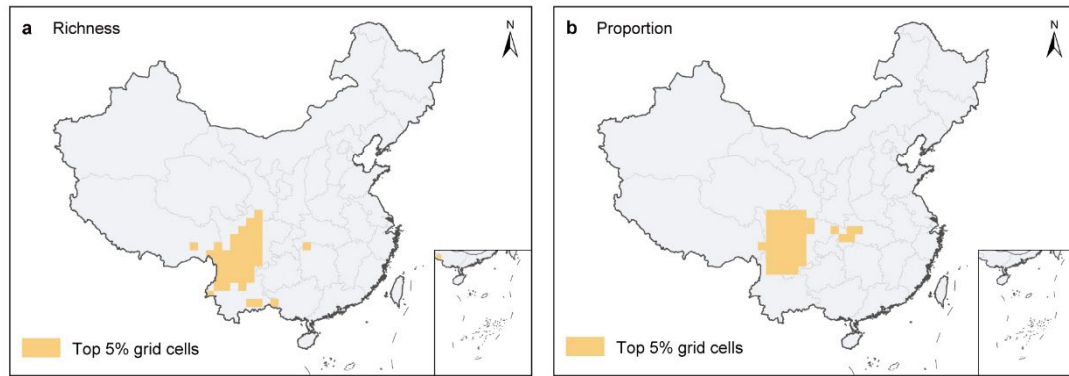 a Richness
N
Top 5% grid cells
b Proportion
N
Top 5% grid cells